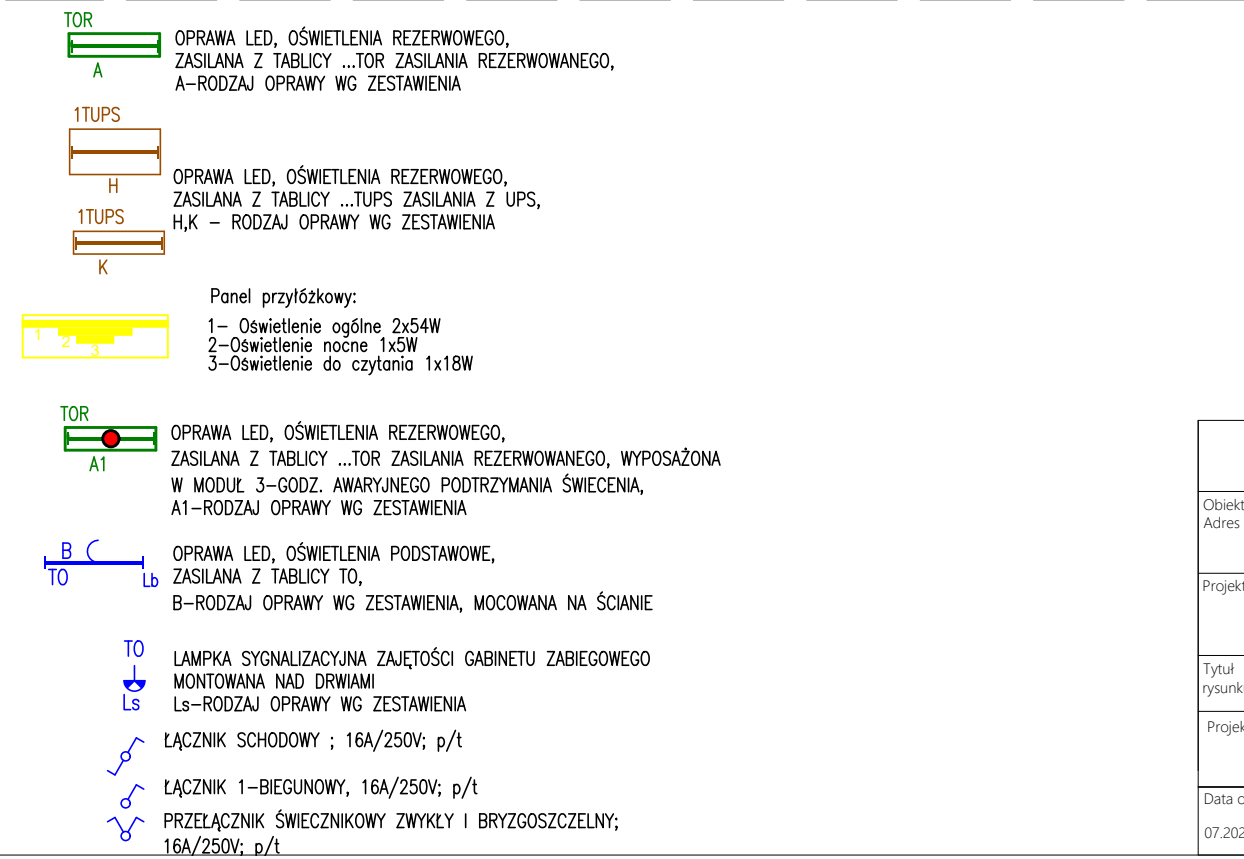 TOR
OPRAWA LED, OŚWIETLENIA REZERWOWEGO,
ZASILANA Z TABLICY ...TOR ZASILANIA REZERWOWANEGO,
A
A–RODZAJ OPRAWY WG ZESTAWIENIA
1TUPS
H
OPRAWA LED, OŚWIETLENIA REZERWOWEGO,
ZASILANA Z TABLICY ...TUPS ZASILANIA Z UPS,
H,K – RODZAJ OPRAWY WG ZESTAWIENIA
1TUPS
K
Panel przyłóżkowy:
1– Oświetlenie ogólne 2x54W
2–Oświetlenie nocne 1x5W
3–Oświetlenie do czytania 1x18W
1
2
3
TOR
A1
OPRAWA LED, OŚWIETLENIA REZERWOWEGO,
ZASILANA Z TABLICY ...TOR ZASILANIA REZERWOWANEGO, WYPOSAŻONA
W MODUŁ 3–GODZ. AWARYJNEGO PODTRZYMANIA ŚWIECENIA,
A1–RODZAJ OPRAWY WG ZESTAWIENIA
B
TO
Lb
OPRAWA LED, OŚWIETLENIA PODSTAWOWE,
ZASILANA Z TABLICY TO,
B–RODZAJ OPRAWY WG ZESTAWIENIA, MOCOWANA NA ŚCIANIE
TO
Ls
LAMPKA SYGNALIZACYJNA ZAJĘTOŚCI GABINETU ZABIEGOWEGO
MONTOWANA NAD DRWIAMI
Ls–RODZAJ OPRAWY WG ZESTAWIENIA
ŁĄCZNIK SCHODOWY ; 16A/250V; p/t
ŁĄCZNIK 1–BIEGUNOWY, 16A/250V; p/t
PRZEŁĄCZNIK ŚWIECZNIKOWY ZWYKŁY I BRYZGOSZCZELNY;
16A/250V; p/t
Obiekt
Adres
Projekt
Tytuł
rysunk
Projek
Data o
07.202